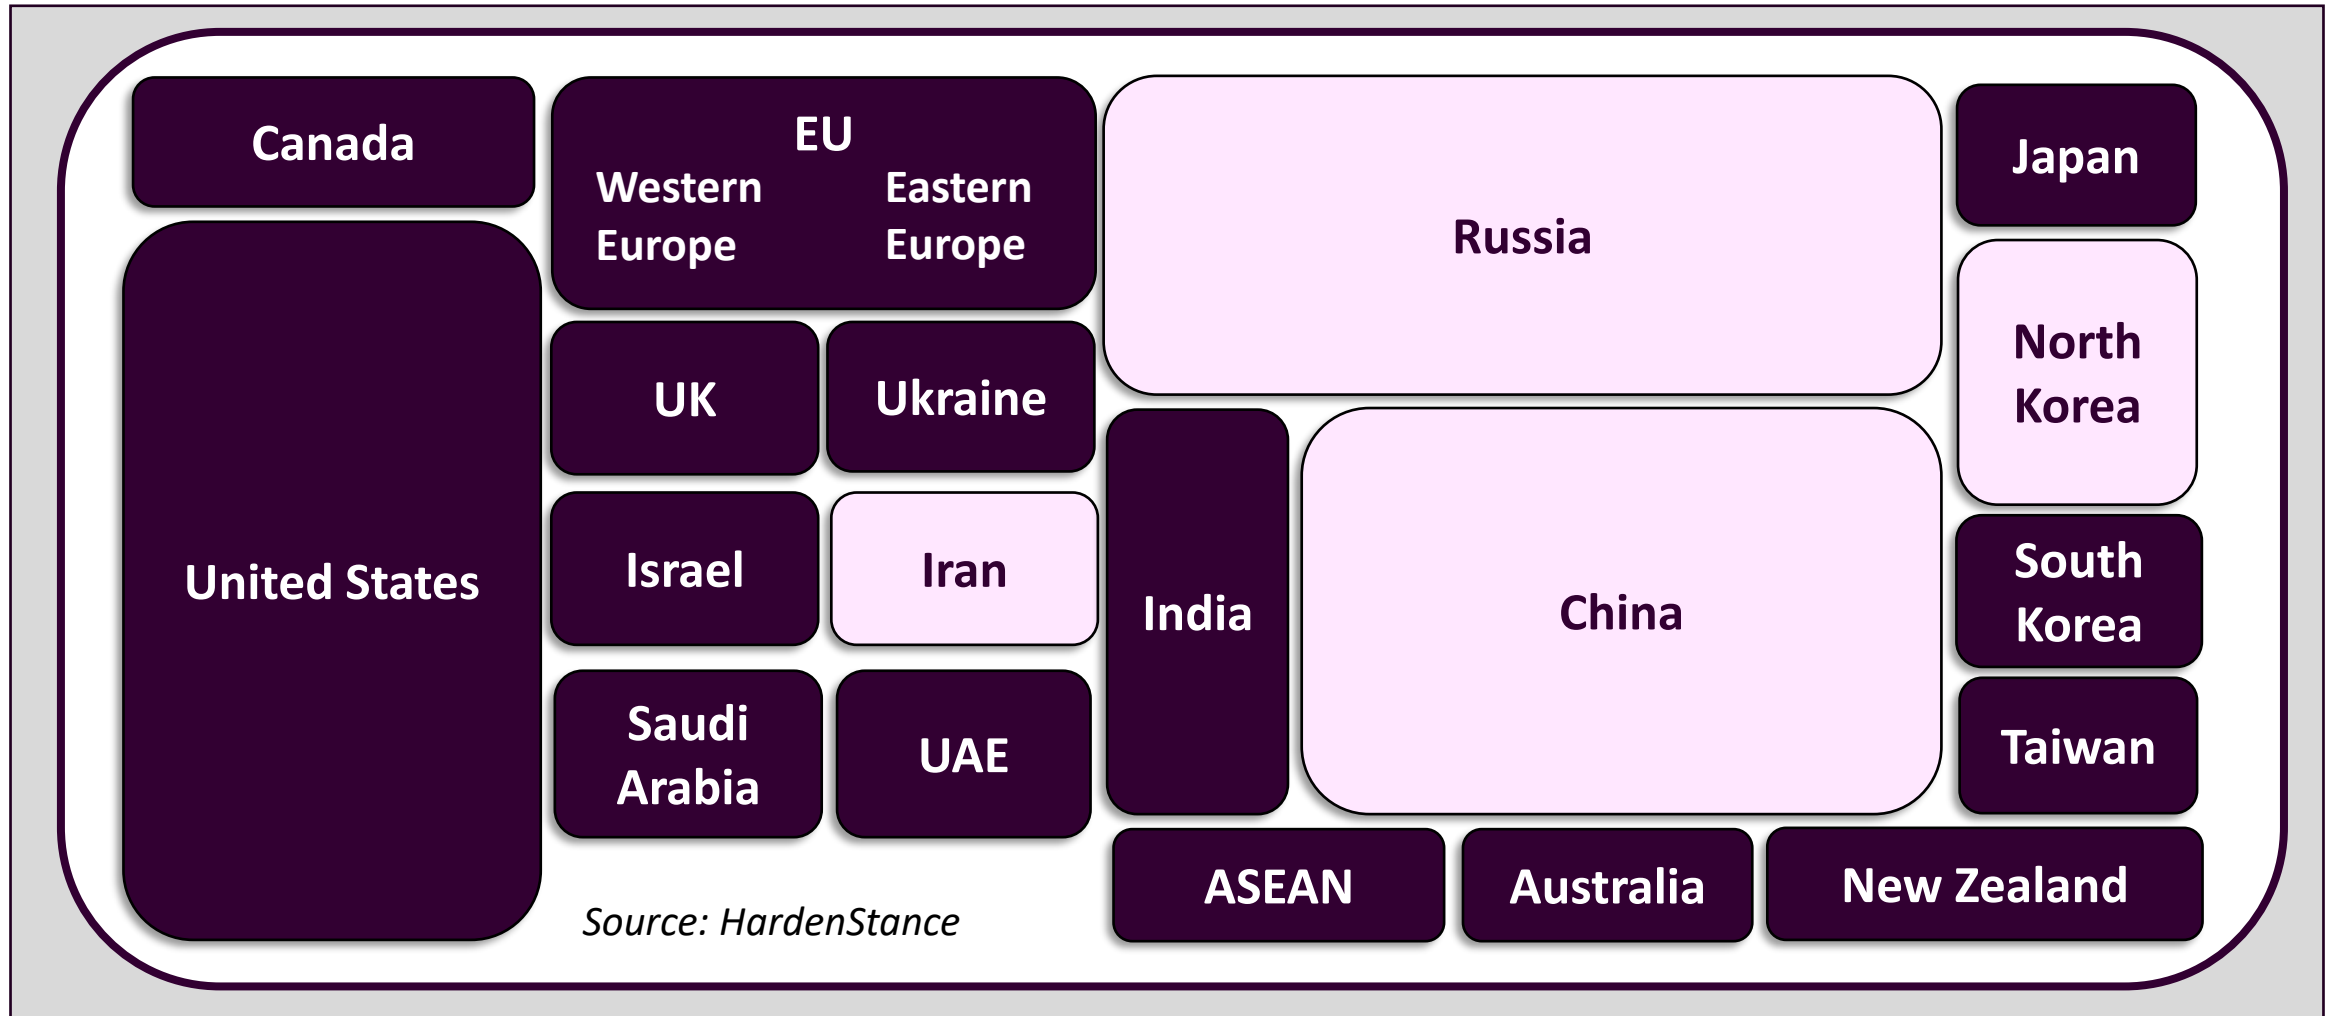 Canada
EU
Western
Europe
Eastern
Europe
Russia
Japan
United States
UK
Ukraine
North
Korea
Israel
Iran
India
China
South
Korea
Saudi
Arabia
UAE
Taiwan
ASEAN
Australia
New Zealand
Source: HardenStance